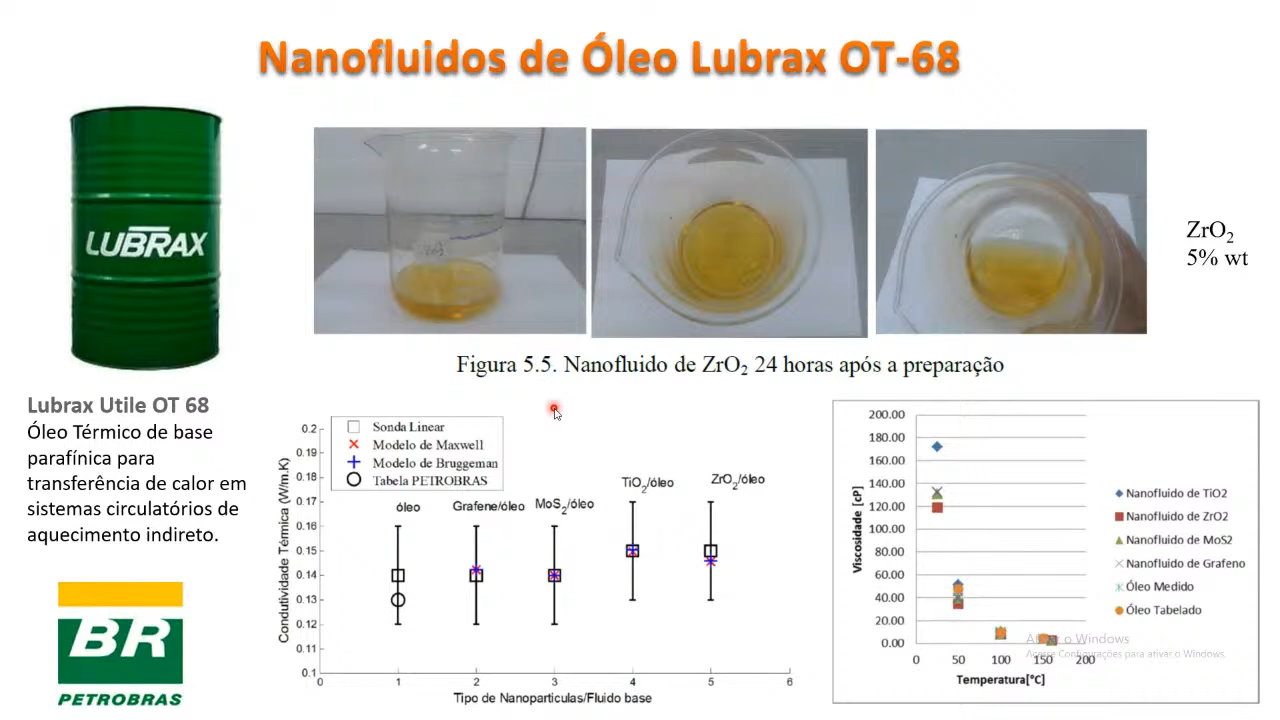 Nanofluidos de Óleo Lubrax OT-68
LUBRAX
ZrO₂
5% wt
Figura 5.5. Nanofluido de ZrO₂ 24 horas após a preparação
Lubrax Utile OT 68
Óleo Térmico de base
parafínica para
transferência de calor em
sistemas circulatórios de
aquecimento indireto.
BR
PETROBRAS
Condutividade Térmica (W/m.K)
0.2
0.19
0.18
0.17
0.16
0.15
0.14
0.13
0.12
0.11
0.1
Sonda Linear
Modelo de Maxwell
Modelo de Bruggeman
Tabela PETROBRAS
óleo
Grafene/óleo
MoS₂/óleo
TiO₂/óleo
ZrO₂/óleo
0 1 2 3 4 5 6
Tipo de Nanoparticulas/Fluido base
Viscosidade [cP]
200.00
180.00
160.00
140.00
120.00
100.00
80.00
60.00
40.00
20.00
0.00
0 50 100 150 200
Temperatura[°C]
Nanofluido de TiO2
Nanofluido de ZrO2
Nanofluido de MoS2
Nanofluido de Grafeno
Óleo Medido
Óleo Tabelado
Ativar o Windows
Acesse Configurações para ativar o Windows.